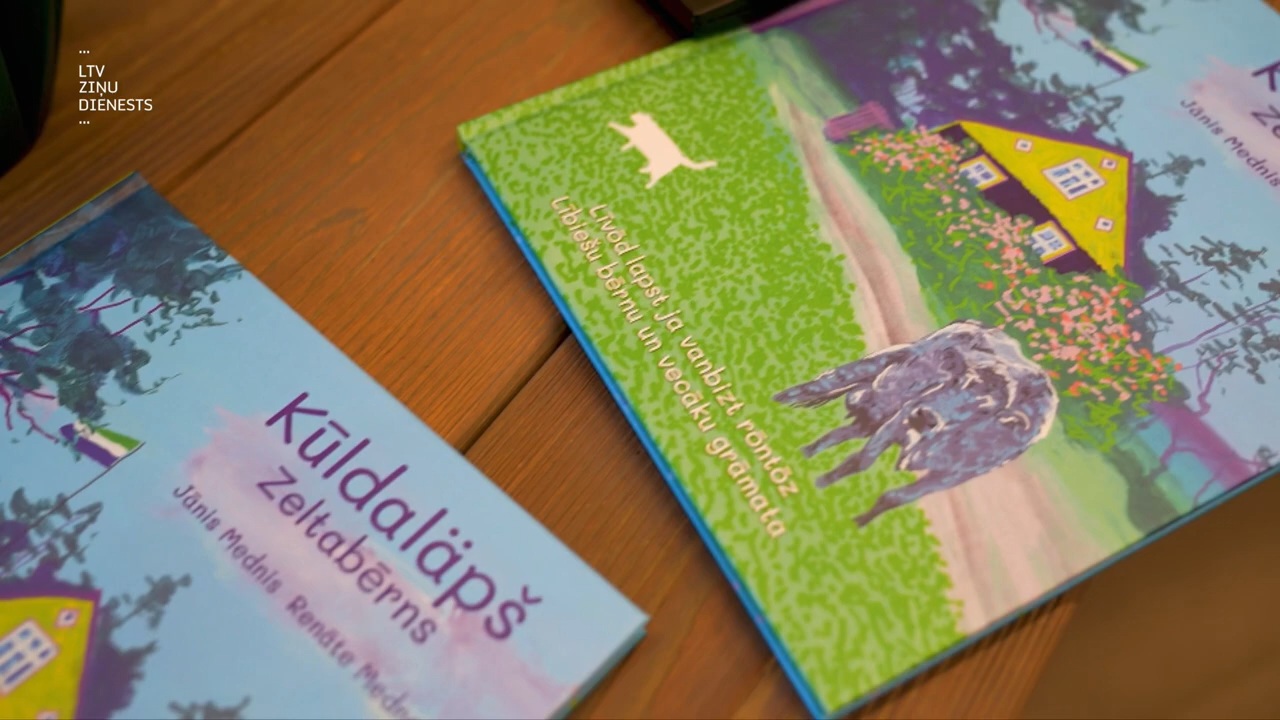 LTV
ZIŅU
DIENESTS
Kūldaläpš
zeltabērns
Jānis Mednis Renāte
Līvõd lapst ja vanbizt rõntõz
Lībiešu bērnu un vecāku grāmata
Jānis Mednis